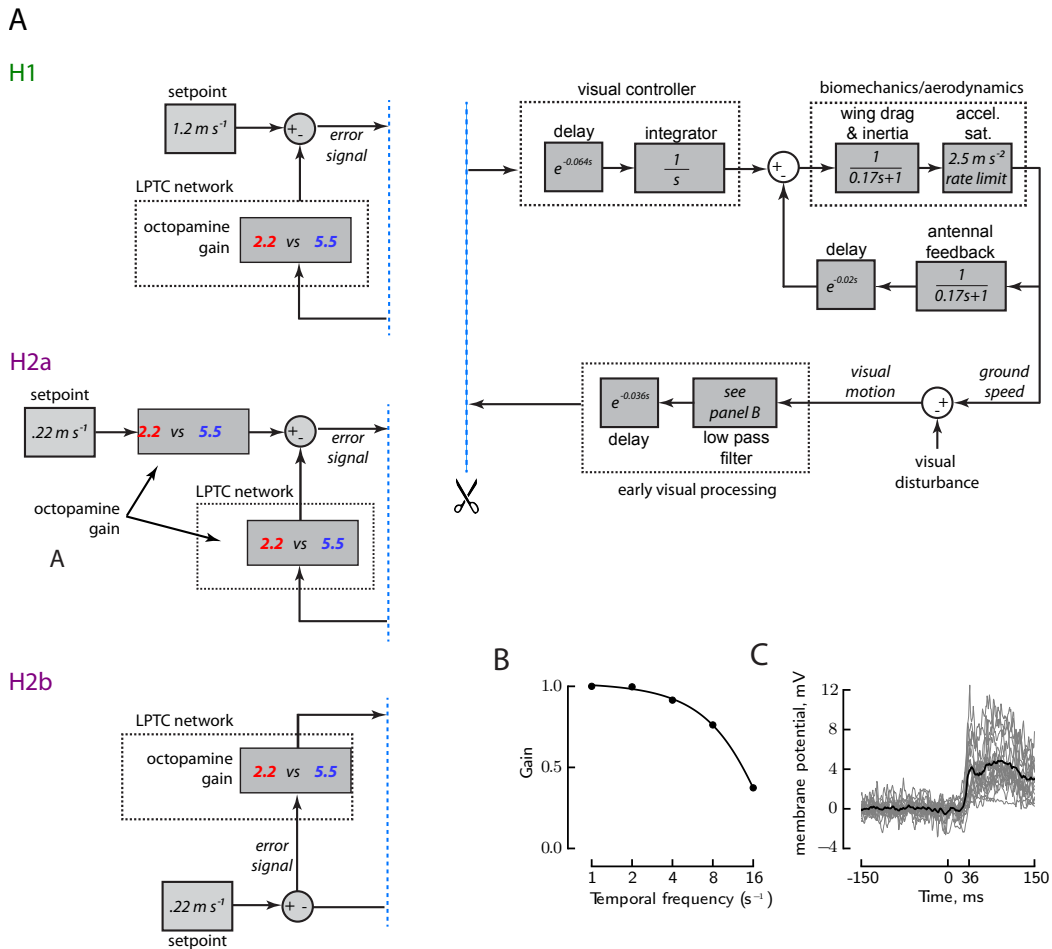 A
H1
setpoint
1.2 m s⁻¹
+ -
error
signal
LPTC network
octopamine
gain
2.2 vs 5.5
visual controller
delay
e^-0.064s
integrator
1
s
+ -
biomechanics/aerodynamics
wing drag
& inertia
1
0.17s+1
accel.
sat.
2.5 m s⁻²
rate limit
delay
e^-0.02s
antennal
feedback
1
0.17s+1
H2a
setpoint
.22 m s⁻¹
2.2 vs 5.5
+ -
error
signal
LPTC network
octopamine
gain
2.2 vs 5.5
A
e^-0.036s
delay
see
panel B
low pass
filter
early visual processing
visual
motion
ground
speed
- +
visual
disturbance
H2b
LPTC network
octopamine
gain
2.2 vs 5.5
error
signal
.22 m s⁻¹
+ -
setpoint
B
Gain
1.0
0.5
0.0
1 2 4 8 16
Temporal frequency (s⁻¹)
C
membrane potential, mV
12
8
4
0
−4
-150 0 36 150
Time, ms